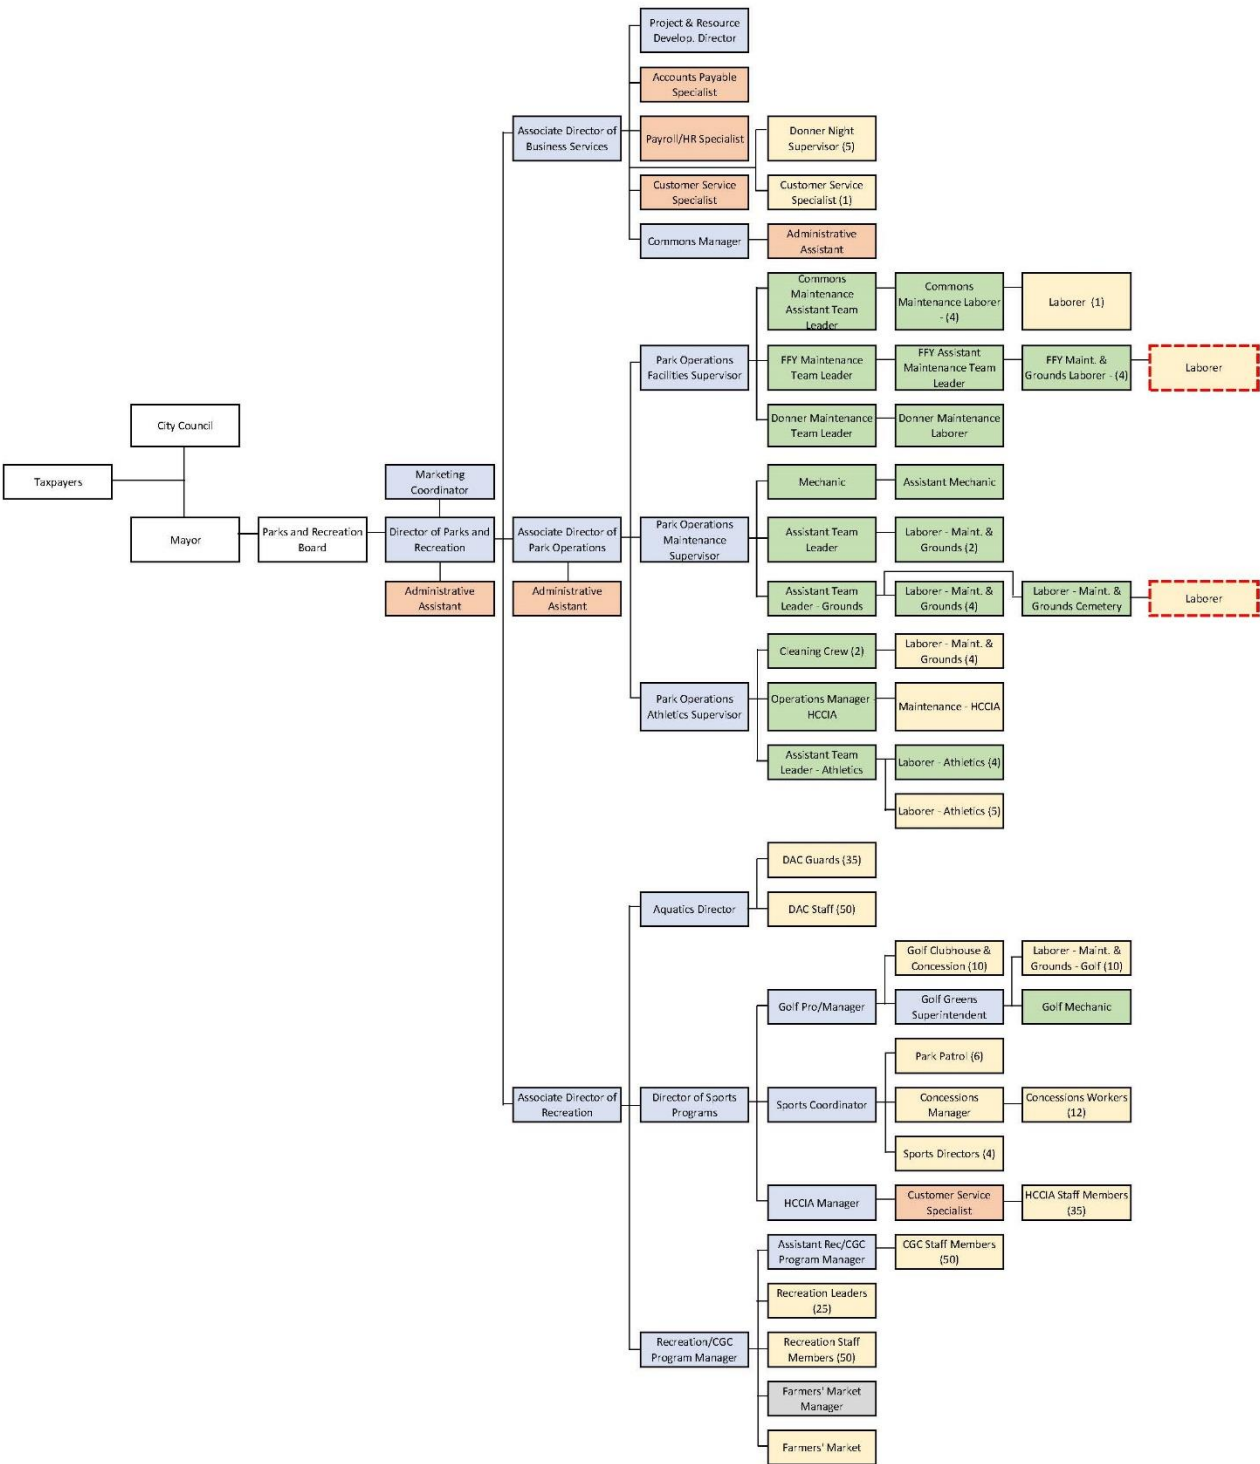 Project & Resource
Develop. Director
Accounts Payable
Specialist
Associate Director of
Business Services
Payroll/HR Specialist
Donner Night
Supervisor (5)
Customer Service
Specialist
Customer Service
Specialist (1)
Commons Manager
Administrative
Assistant
Commons
Maintenance
Assistant Team
Leader
Commons
Maintenance Laborer
- (4)
Laborer (1)
Park Operations
Facilities Supervisor
FFY Maintenance
Team Leader
FFY Assistant
Maintenance Team
Leader
FFY Maint. &
Grounds Laborer - (4)
Laborer
Donner Maintenance
Team Leader
Donner Maintenance
Laborer
City Council
Taxpayers
Mayor
Parks and Recreation
Board
Marketing
Coordinator
Director of Parks and
Recreation
Administrative
Assistant
Associate Director of
Park Operations
Administrative
Asistant
Park Operations
Maintenance
Supervisor
Mechanic
Assistant Mechanic
Assistant Team
Leader
Laborer - Maint. &
Grounds (2)
Assistant Team
Leader - Grounds
Laborer - Maint. &
Grounds (4)
Laborer - Maint. &
Grounds Cemetery
Laborer
Park Operations
Athletics Supervisor
Cleaning Crew (2)
Laborer - Maint. &
Grounds (4)
Operations Manager
HCCIA
Maintenance - HCCIA
Assistant Team
Leader - Athletics
Laborer - Athletics (4)
Laborer - Athletics (5)
Associate Director of
Recreation
Aquatics Director
DAC Guards (35)
DAC Staff (50)
Director of Sports
Programs
Golf Pro/Manager
Golf Clubhouse &
Concession (10)
Golf Greens
Superintendent
Laborer - Maint. &
Grounds - Golf (10)
Golf Mechanic
Sports Coordinator
Park Patrol (6)
Concessions
Manager
Concessions Workers
(12)
Sports Directors (4)
HCCIA Manager
Customer Service
Specialist
HCCIA Staff Members
(35)
Recreation/CGC
Program Manager
Assistant Rec/CGC
Program Manager
CGC Staff Members
(50)
Recreation Leaders
(25)
Recreation Staff
Members (50)
Farmers' Market
Manager
Farmers' Market